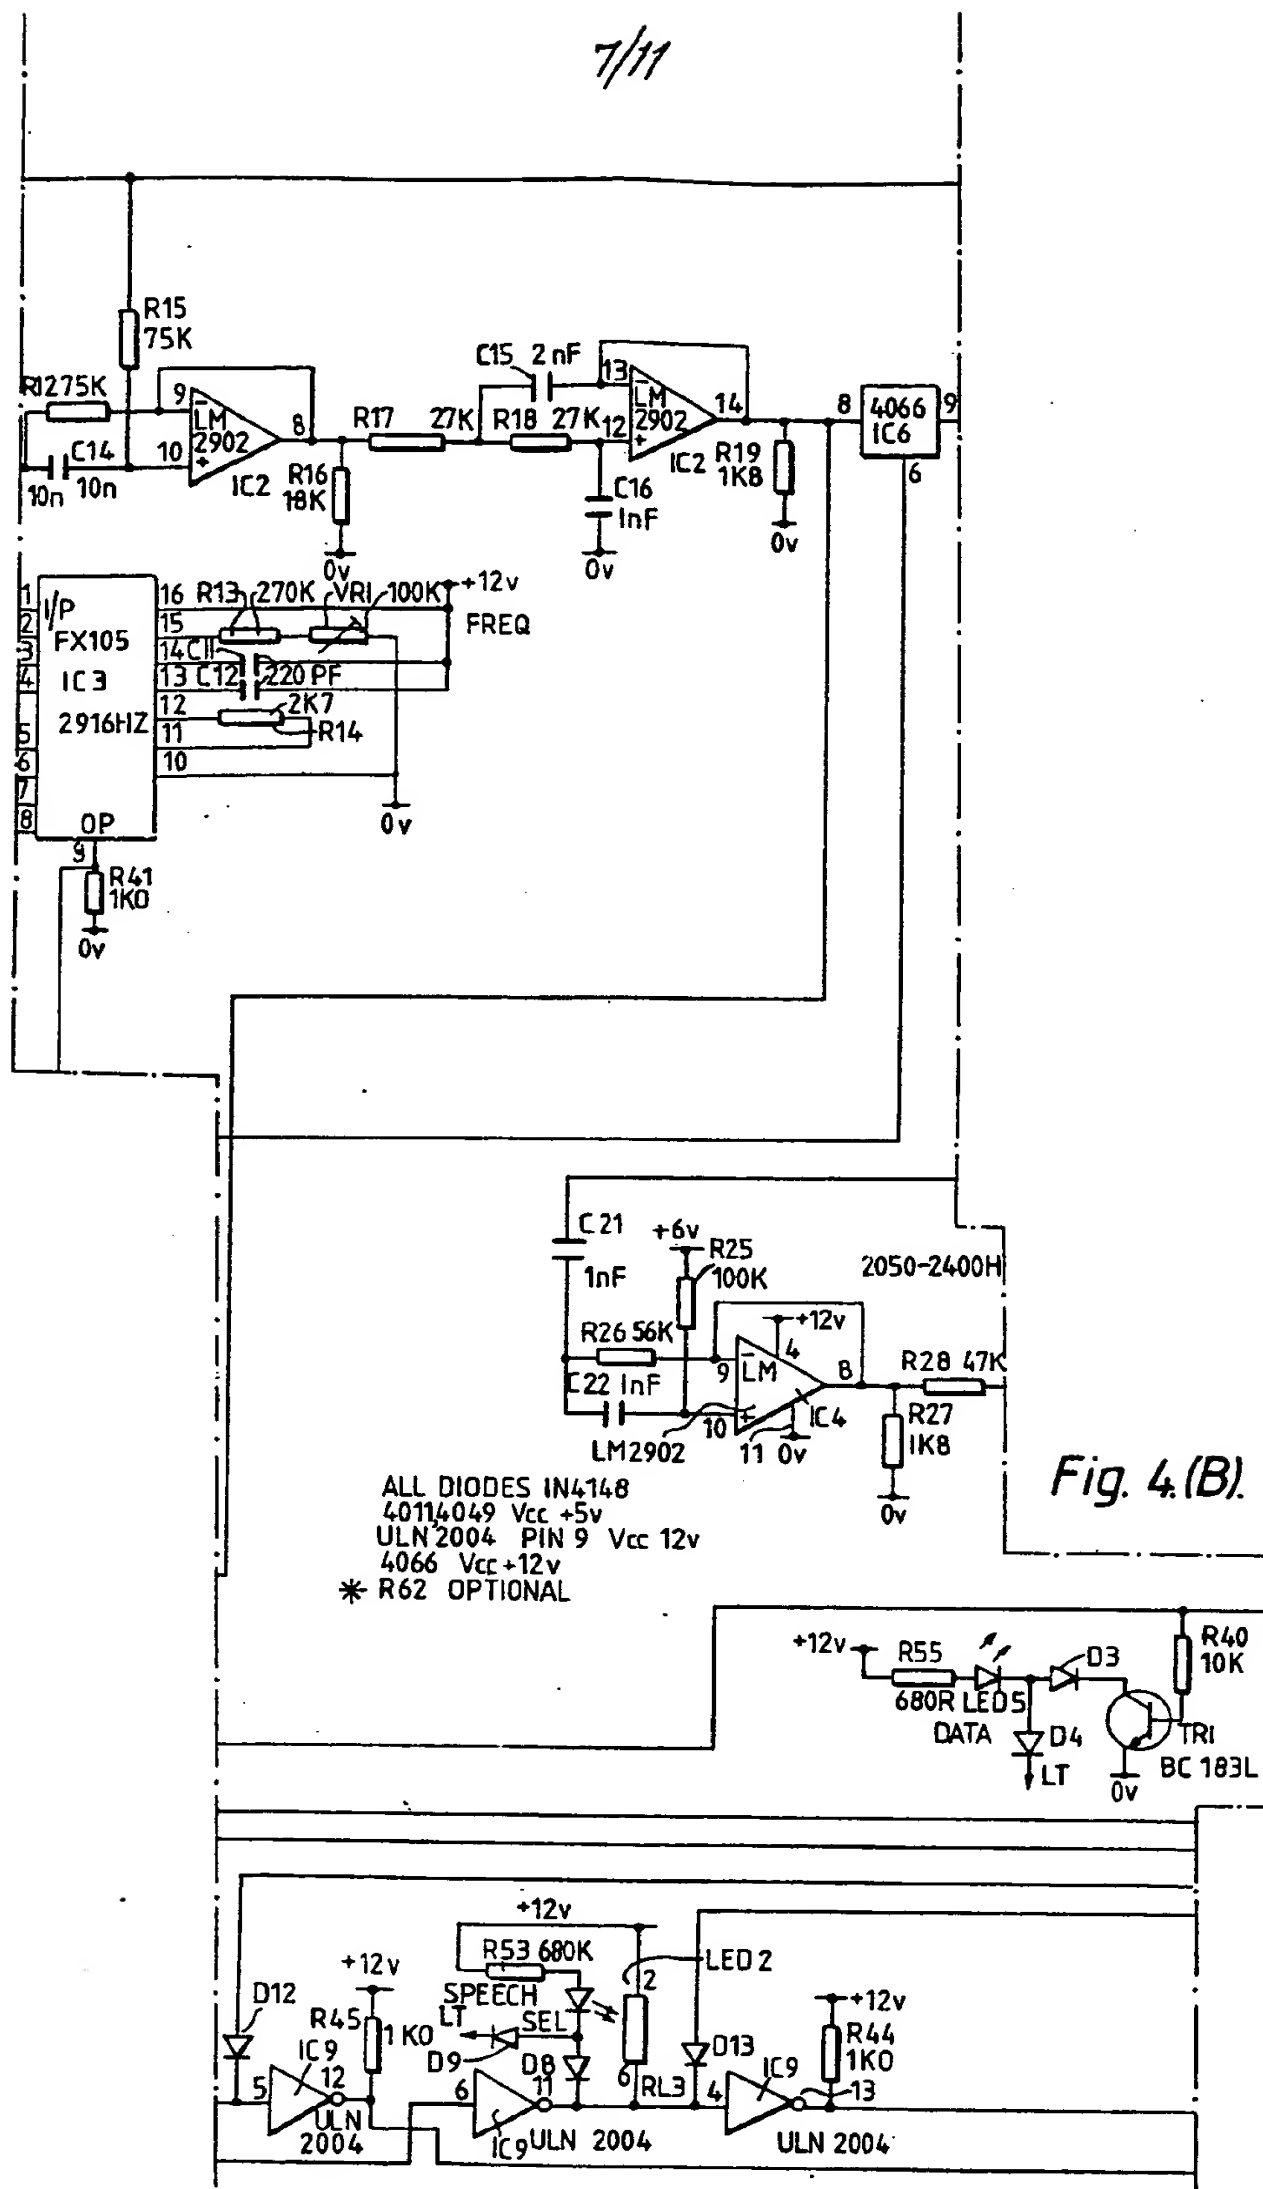 7/11
R15
75K
R12 75K
9
LM
2902
8
10
C14
10n
10n
IC2
R16
18K
0v
R17
27K
R18
27K
C15 2nF
13
LM
2902
14
12
IC2
C16
1nF
0v
R19
1K8
0v
8
4066
IC6
9
6
1
2
3
4
5
6
7
8
I/P
FX105
IC3
2916HZ
OP
9
16
15
14
13
12
11
10
R13
270K
VR1
100K
+12v
FREQ
C11
C12
220 PF
2K7
R14
0v
R41
1K0
0v
C21
1nF
+6v
R25
100K
2050-2400H
R26 56K
+12v
4
9
LM
8
C22 1nF
10
LM2902
11
0v
IC4
R28 47K
R27
1K8
0v
Fig. 4.(B).
ALL DIODES IN4148
4011,4049 Vcc +5v
ULN 2004 PIN 9 Vcc 12v
4066 Vcc +12v
* R62 OPTIONAL
+12v
R55
680R
LED5
DATA
D3
D4
LT
R40
10K
TR1
BC 183L
0v
+12v
R53 680K
LED 2
2
SPEECH
SEL
LT
D9
D8
6
RL3
+12v
R45
1K0
D12
IC9
5
12
ULN
2004
6
11
IC9
ULN 2004
D13
4
IC9
13
ULN 2004
+12v
R44
1K0